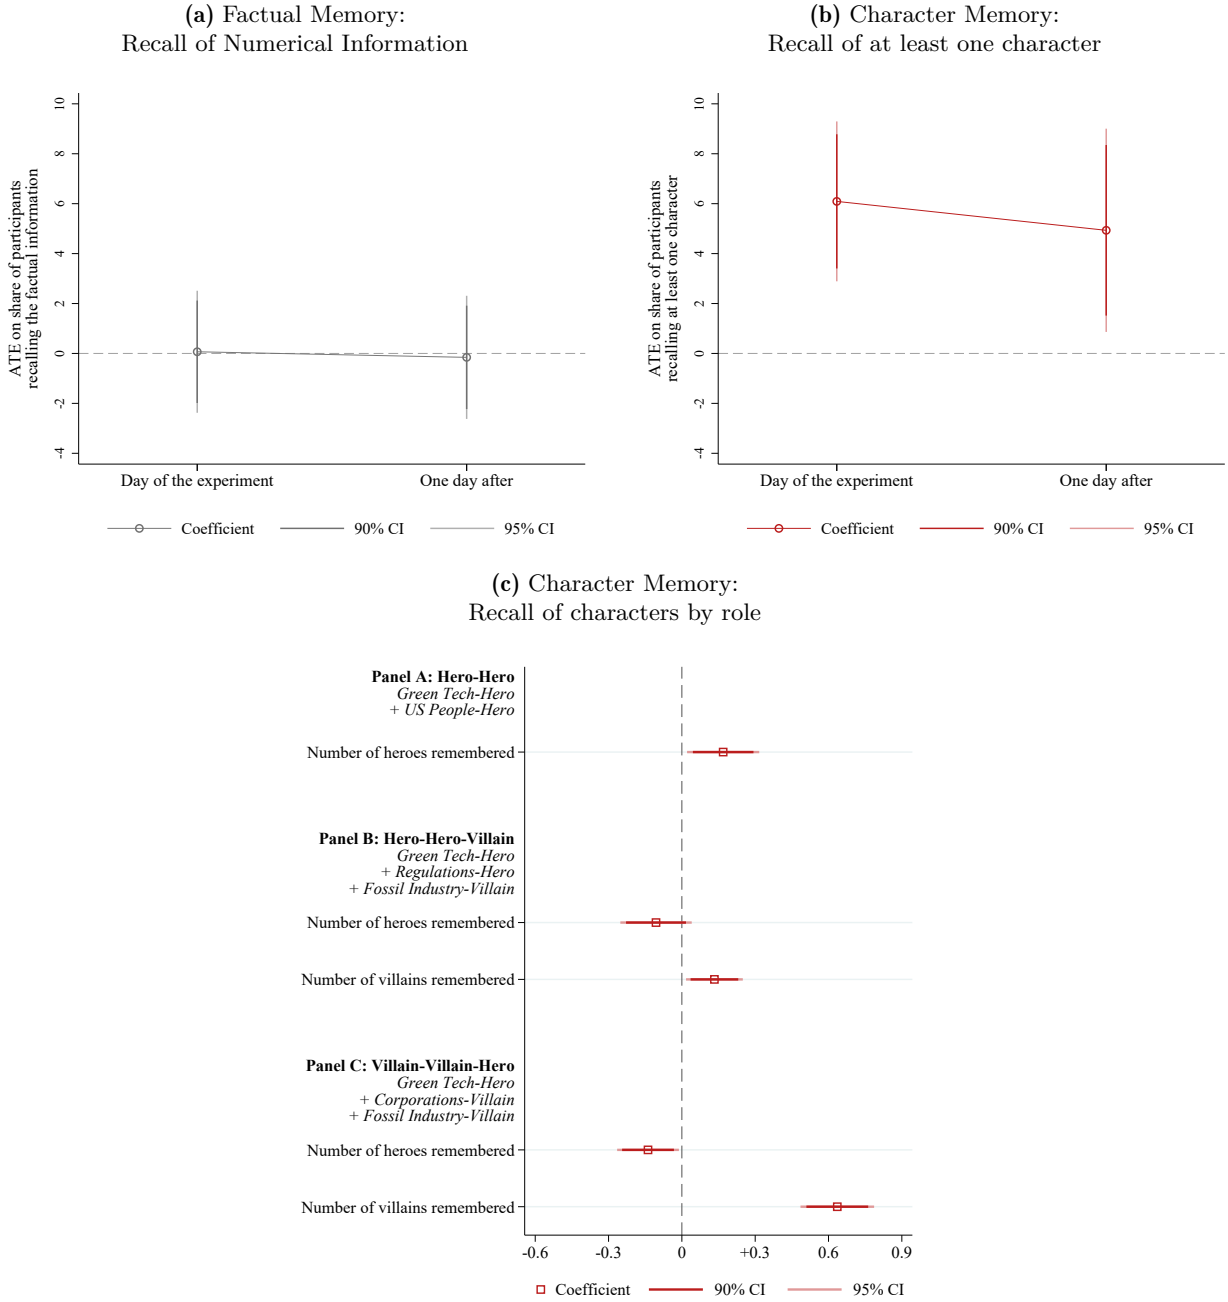 (a) Factual Memory:
Recall of Numerical Information
ATE on share of participants
recalling the factual information
10
8
6
4
2
0
-2
-4
Day of the experiment
One day after
Coefficient
90% CI
95% CI
(b) Character Memory:
Recall of at least one character
ATE on share of participants
recalling at least one character
10
8
6
4
2
0
-2
-4
Day of the experiment
One day after
Coefficient
90% CI
95% CI
(c) Character Memory:
Recall of characters by role
Panel A: Hero-Hero
Green Tech-Hero
+ US People-Hero
Number of heroes remembered
Panel B: Hero-Hero-Villain
Green Tech-Hero
+ Regulations-Hero
+ Fossil Industry-Villain
Number of heroes remembered
Number of villains remembered
Panel C: Villain-Villain-Hero
Green Tech-Hero
+ Corporations-Villain
+ Fossil Industry-Villain
Number of heroes remembered
Number of villains remembered
-0.6
-0.3
0
+0.3
0.6
0.9
Coefficient
90% CI
95% CI